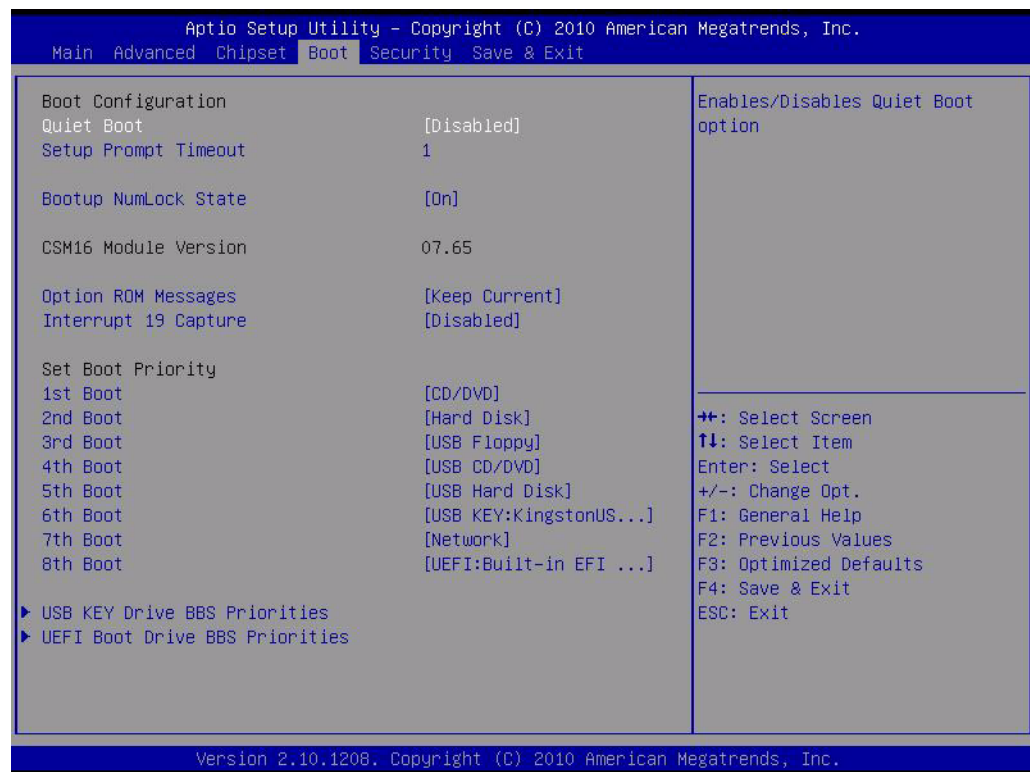 Aptio Setup Utility - Copyright (C) 2010 American Megatrends, Inc.
Main Advanced Chipset Boot Security Save & Exit
Boot Configuration
Quiet Boot [Disabled]
Setup Prompt Timeout 1
Bootup NumLock State [On]
CSM16 Module Version 07.65
Option ROM Messages [Keep Current]
Interrupt 19 Capture [Disabled]
Set Boot Priority
1st Boot [CD/DVD]
2nd Boot [Hard Disk]
3rd Boot [USB Floppy]
4th Boot [USB CD/DVD]
5th Boot [USB Hard Disk]
6th Boot [USB KEY:KingstonUS...]
7th Boot [Network]
8th Boot [UEFI:Built-in EFI ...]
USB KEY Drive BBS Priorities
UEFI Boot Drive BBS Priorities
Enables/Disables Quiet Boot
option
→←: Select Screen
↑↓: Select Item
Enter: Select
+/-: Change Opt.
F1: General Help
F2: Previous Values
F3: Optimized Defaults
F4: Save & Exit
ESC: Exit
Version 2.10.1208. Copyright (C) 2010 American Megatrends, Inc.